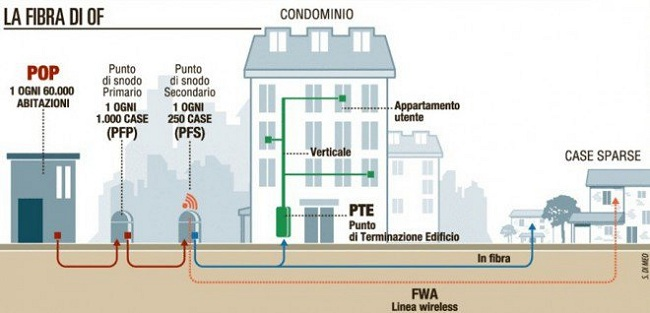 LA FIBRA DI OF
CONDOMINIO
POP
1 OGNI 60.000
ABITAZIONI
Punto
di snodo
Primario
1 OGNI
1.000 CASE
(PFP)
Punto
di snodo
Secondario
1 OGNI
250 CASE
(PFS)
Appartamento
utente
Verticale
CASE SPARSE
PTE
Punto
di Terminazione Edificio
In fibra
FWA
Linea wireless
S. DI MEO